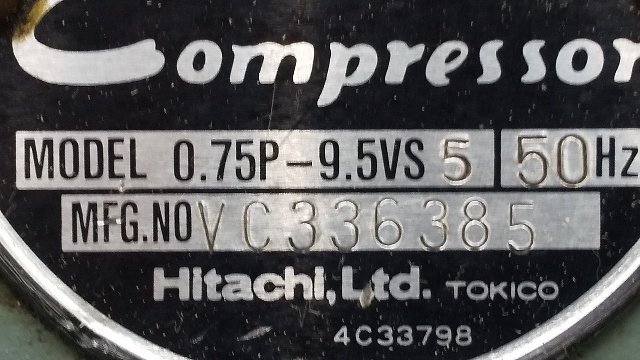 Compressor
MODEL 0.75P-9.5VS 5 50Hz
MFG.NO VC336385
Hitachi, Ltd. TOKICO
4C33798